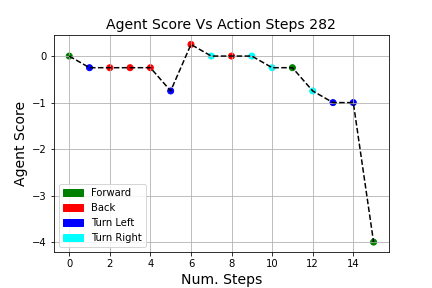 Agent Score Vs Action Steps 282
Agent Score
0
−1
−2
−3
−4
Forward
Back
Turn Left
Turn Right
0 2 4 6 8 10 12 14
Num. Steps